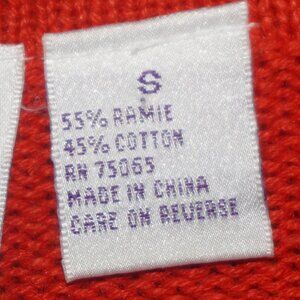 S
55% RAMIE
45% COTTON
RN 75065
MADE IN CHINA
CARE ON REVERSE